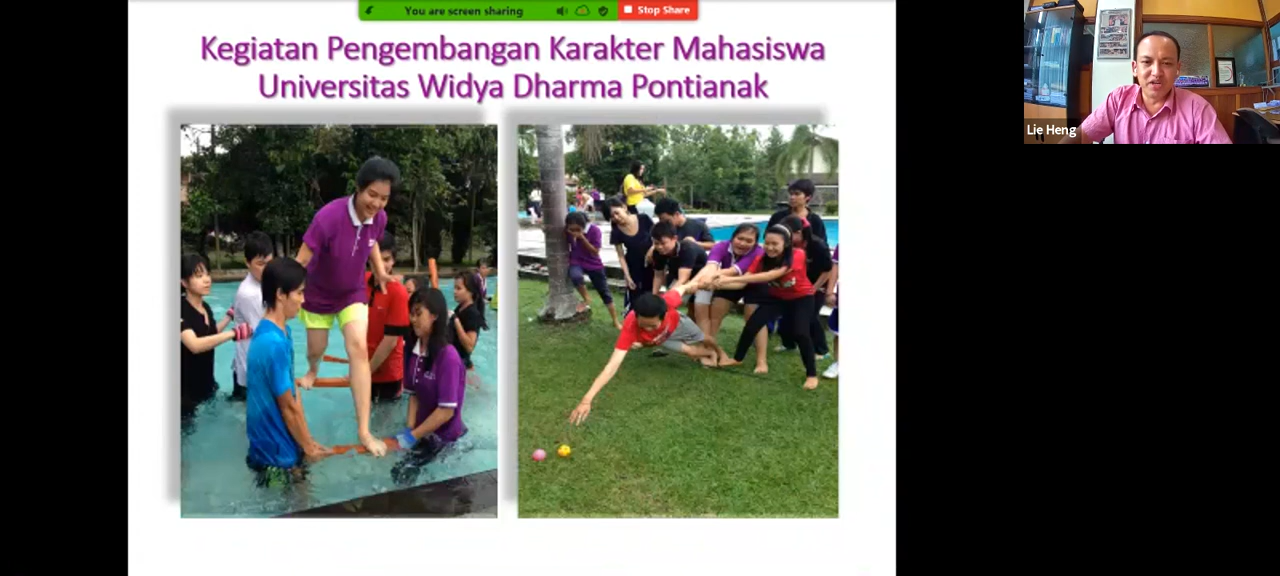 You are screen sharing
Stop Share
Kegiatan Pengembangan Karakter Mahasiswa
Universitas Widya Dharma Pontianak
Lie Heng